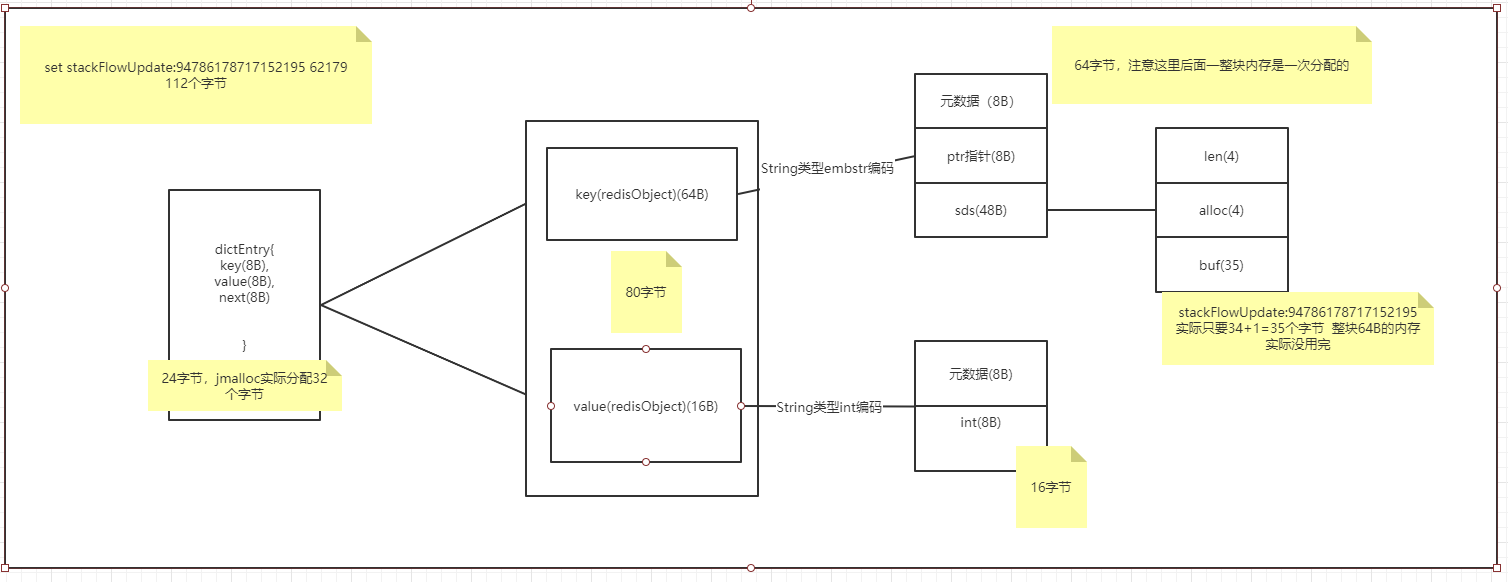 set stackFlowUpdate:94786178717152195 62179
112个字节
dictEntry{
key(8B),
value(8B),
next(8B)
}
24字节，jmalloc实际分配32
个字节
key(redisObject)(64B)
80字节
value(redisObject)(16B)
String类型embstr编码
String类型int编码
元数据（8B）
ptr指针(8B)
sds(48B)
64字节，注意这里后面一整块内存是一次分配的
len(4)
alloc(4)
buf(35)
stackFlowUpdate:94786178717152195
实际只要34+1=35个字节 整块64B的内存
实际没用完
元数据(8B)
int(8B)
16字节